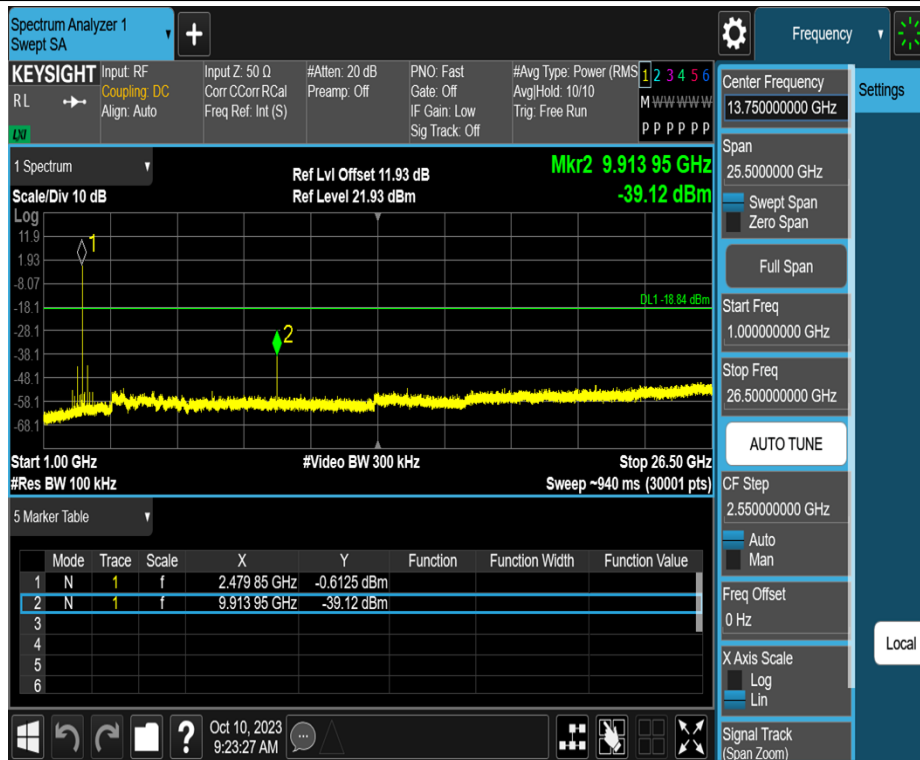 Spectrum Analyzer 1
Swept SA
+
Frequency
KEYSIGHT
RL
LXI
Input: RF
Coupling: DC
Align: Auto
Input Z: 50 Ω
Corr CCorr RCal
Freq Ref: Int (S)
#Atten: 20 dB
Preamp: Off
PNO: Fast
Gate: Off
IF Gain: Low
Sig Track: Off
#Avg Type: Power (RMS
Avg|Hold: 10/10
Trig: Free Run
1 2 3 4 5 6
M W W W W W
P P P P P P
1 Spectrum
Scale/Div 10 dB
Ref Lvl Offset 11.93 dB
Ref Level 21.93 dBm
Mkr2 9.913 95 GHz
-39.12 dBm
Log
11.9
1.93
-8.07
-18.1
-28.1
-38.1
-48.1
-58.1
-68.1
1
2
DL1 -18.84 dBm
Start 1.00 GHz
#Video BW 300 kHz
Stop 26.50 GHz
#Res BW 100 kHz
Sweep ~940 ms (30001 pts)
5 Marker Table
Mode Trace Scale X Y Function Function Width Function Value
1 N 1 f 2.479 85 GHz -0.6125 dBm
2 N 1 f 9.913 95 GHz -39.12 dBm
3
4
5
6
Center Frequency
13.750000000 GHz
Settings
Span
25.5000000 GHz
Swept Span
Zero Span
Full Span
Start Freq
1.000000000 GHz
Stop Freq
26.500000000 GHz
AUTO TUNE
CF Step
2.550000000 GHz
Auto
Man
Freq Offset
0 Hz
Local
X Axis Scale
Log
Lin
Signal Track
(Span Zoom)
?
Oct 10, 2023
9:23:27 AM